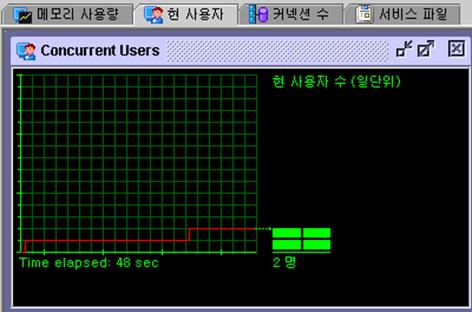 메모리 사용량 현 사용자 커넥션 수 서비스 파일
Concurrent Users
현 사용자 수 (일단위)
Time elapsed: 48 sec
2 명